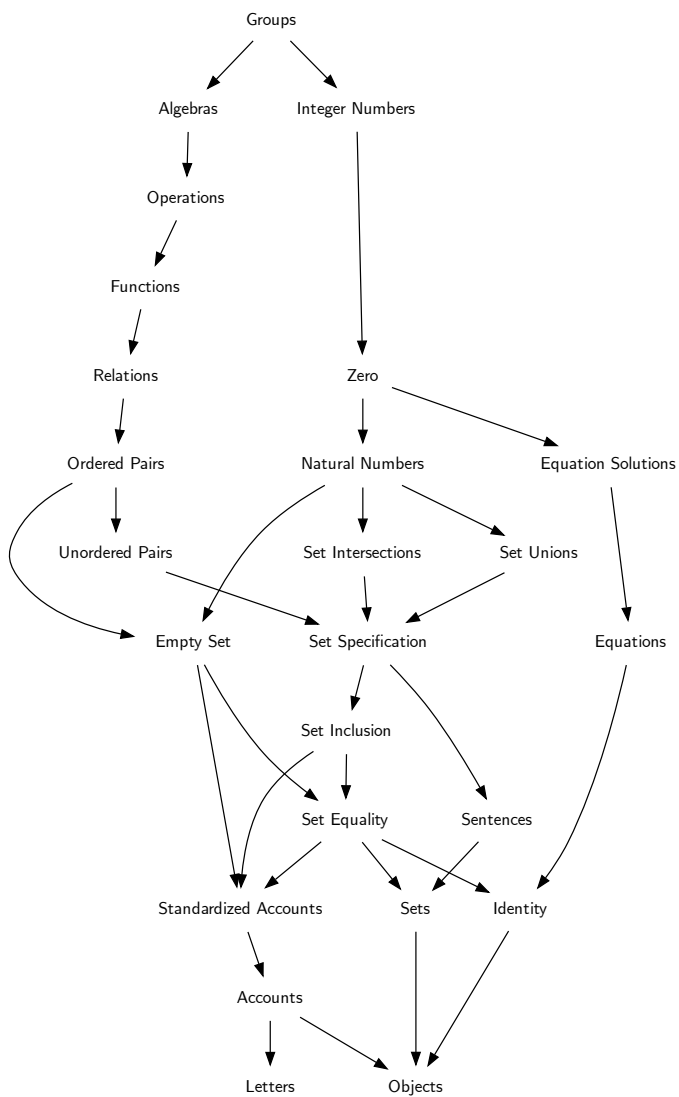 Groups
Algebras
Integer Numbers
Operations
Functions
Relations
Zero
Ordered Pairs
Natural Numbers
Equation Solutions
Unordered Pairs
Set Intersections
Set Unions
Empty Set
Set Specification
Equations
Set Inclusion
Set Equality
Sentences
Standardized Accounts
Sets
Identity
Accounts
Letters
Objects